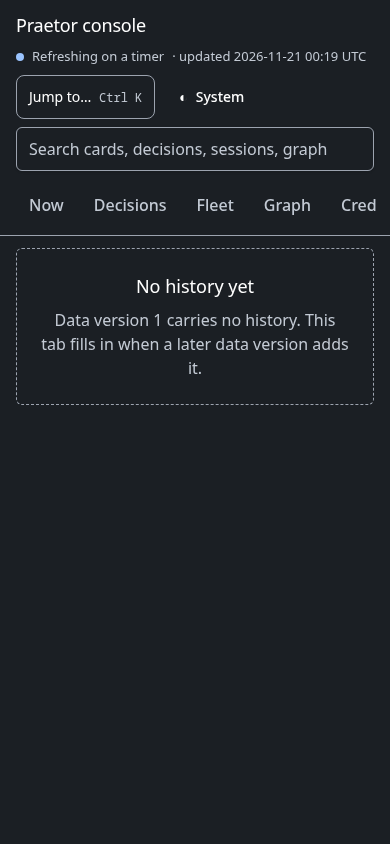 Praetor console
Refreshing on a timer · updated 2026-11-21 00:19 UTC
Jump to... Ctrl K System
Search cards, decisions, sessions, graph
Now Decisions Fleet Graph Cred
No history yet
Data version 1 carries no history. This
tab fills in when a later data version adds
it.